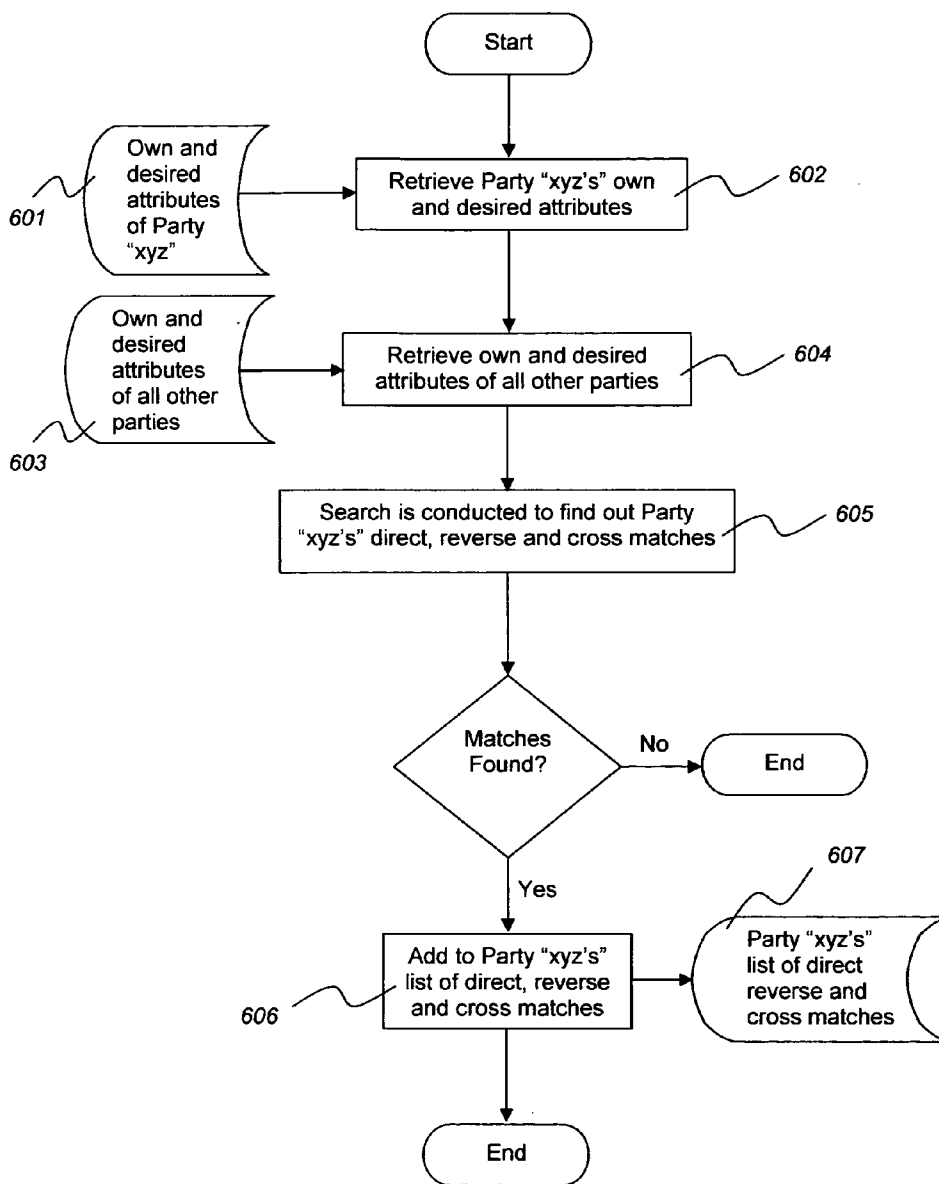 Start
Own and
desired
attributes
of Party
“xyz”
601
Retrieve Party “xyz’s” own
and desired attributes
602
Own and
desired
attributes
of all other
parties
603
Retrieve own and desired
attributes of all other parties
604
Search is conducted to find out Party
“xyz’s” direct, reverse and cross matches
605
Matches
Found?
No
End
Yes
607
Add to Party “xyz’s”
list of direct, reverse
and cross matches
606
Party “xyz’s”
list of direct
reverse and
cross matches
End